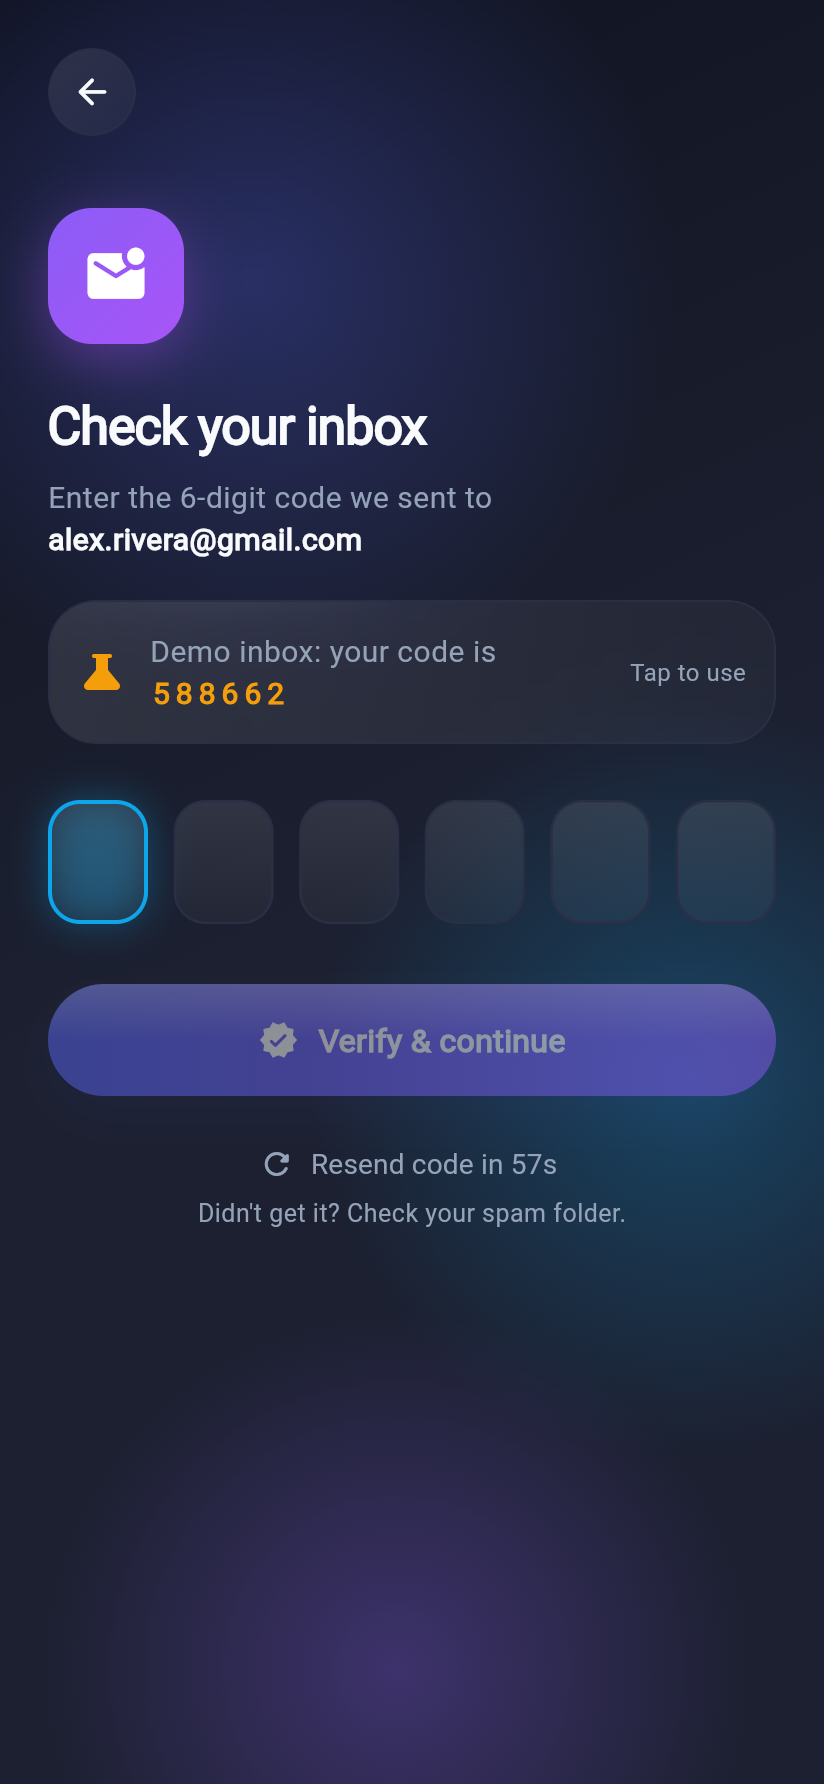 Check your inbox
Enter the 6-digit code we sent to
alex.rivera@gmail.com
Demo inbox: your code is
588662
Tap to use
Verify & continue
Resend code in 57s
Didn't get it? Check your spam folder.